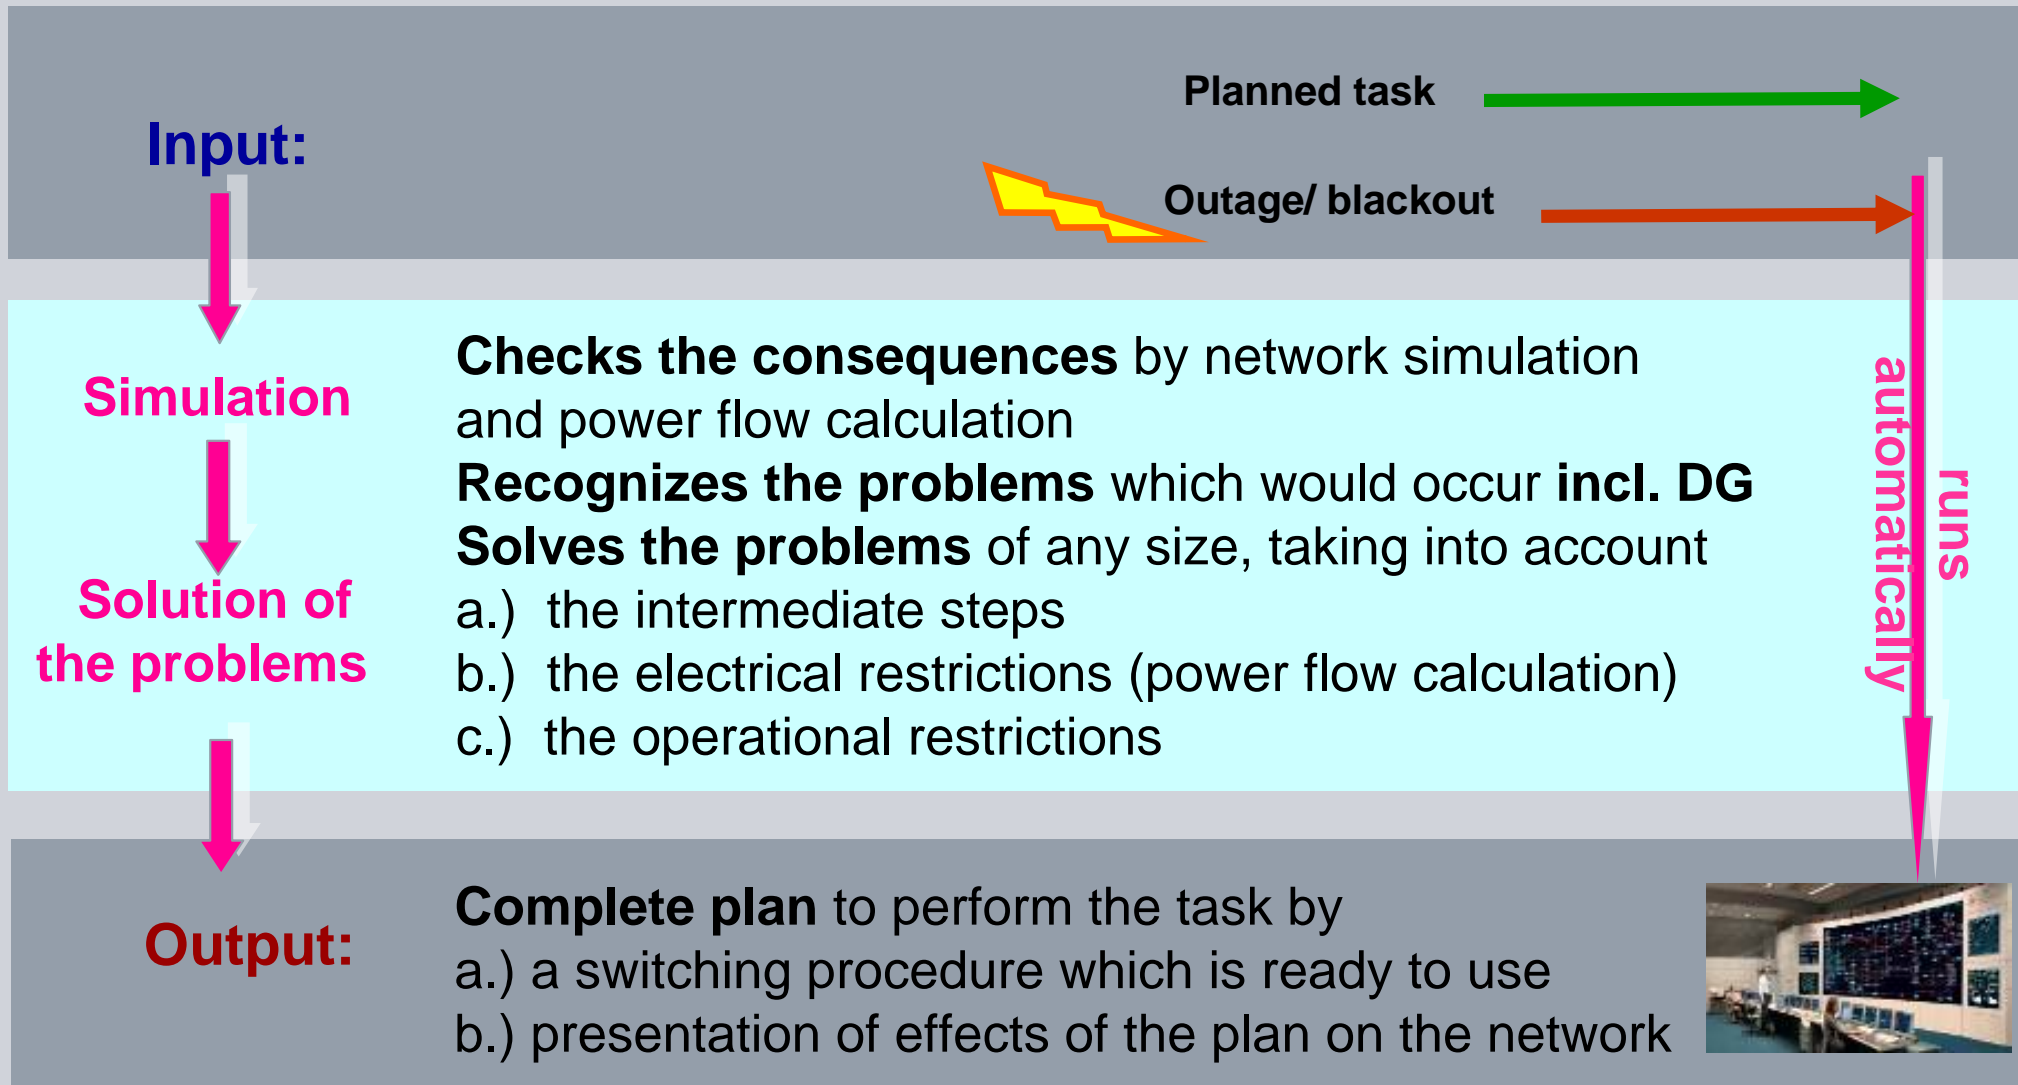 Planned task
Input:
Outage/ blackout
Simulation
Checks the consequences by network simulation
and power flow calculation
Recognizes the problems which would occur incl. DG
Solves the problems of any size, taking into account
Solution of
the problems
a.) the intermediate steps
b.) the electrical restrictions (power flow calculation)
c.) the operational restrictions
runs
automatically
Output:
Complete plan to perform the task by
a.) a switching procedure which is ready to use
b.) presentation of effects of the plan on the network